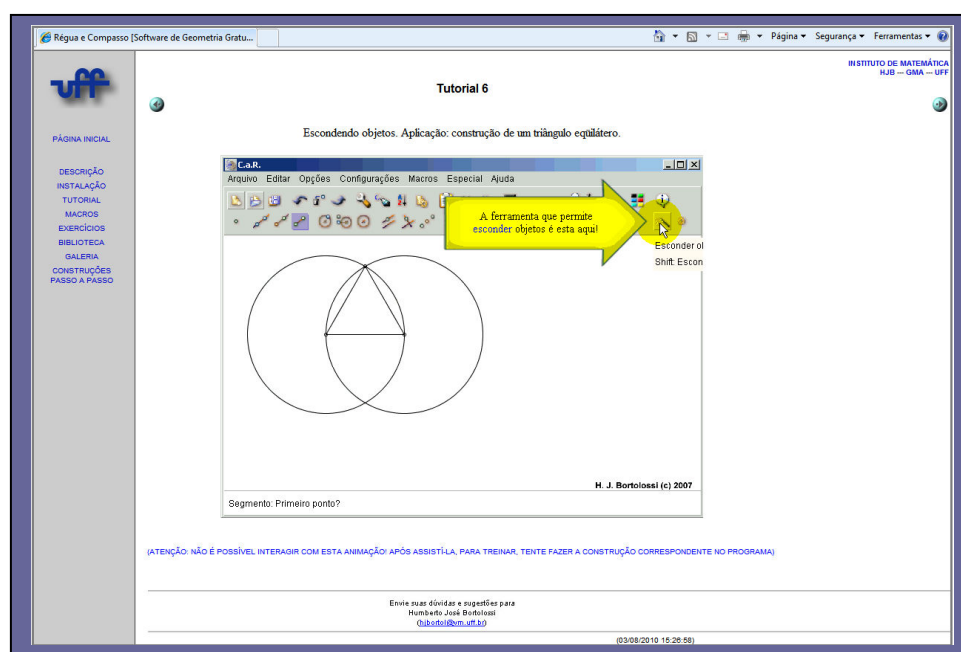 Régua e Compasso [Software de Geometria Gratu...
Página
Segurança
Ferramentas
uff
INSTITUTO DE MATEMÁTICA
HJB --- GMA --- UFF
Tutorial 6
PÁGINA INICIAL
DESCRIÇÃO
INSTALAÇÃO
TUTORIAL
MACROS
EXERCÍCIOS
BIBLIOTECA
GALERIA
CONSTRUÇÕES
PASSO A PASSO
Escondendo objetos. Aplicação: construção de um triângulo eqüilátero.
C.a.R.
Arquivo Editar Opções Configurações Macros Especial Ajuda
A ferramenta que permite
esconder objetos é esta aqui!
Esconder ol
Shift: Escon
H. J. Bortolossi (c) 2007
Segmento: Primeiro ponto?
(ATENÇÃO: NÃO É POSSÍVEL INTERAGIR COM ESTA ANIMAÇÃO! APÓS ASSISTÍ-LA, PARA TREINAR, TENTE FAZER A CONSTRUÇÃO CORRESPONDENTE NO PROGRAMA)
Envie suas dúvidas e sugestões para
Humberto José Bortolossi
(hjbortol@vm.uff.br)
(03/08/2010 15:26:58)